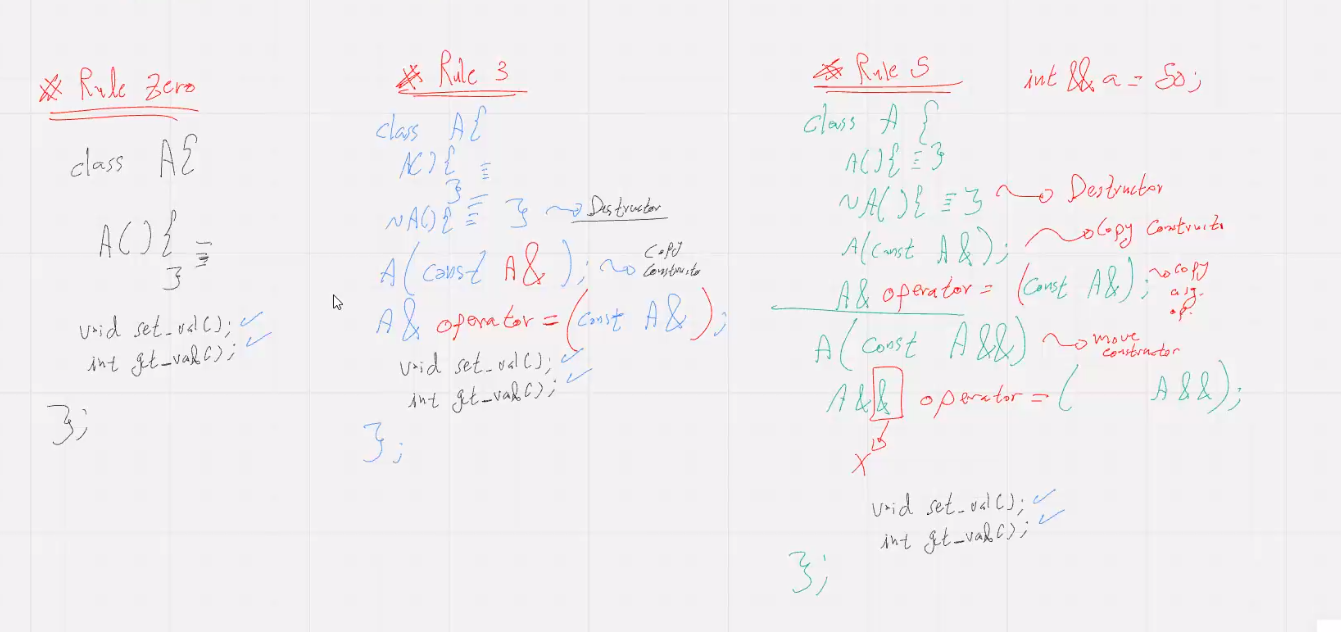 * Rule Zero
class A{
A(){ ≡
}
void set_val(); ✓
int get_val(); ✓
};
* Rule 3
class A{
A(){ ≡
}
~A(){ ≡ } Destructor
A(const A&); Copy
Constructo
A& operator=(const A&);
void set_val(); ✓
int get_val(); ✓
};
* Rule 5 int && a = 50;
class A {
A(){ ≡ }
~A(){ ≡ } Destructor
A(const A&); Copy Constructo
A& operator=(const A&); copy
asg.
op.
A(const A&&) move
constructor
A&& operator=( A&&);
X
void set_val(); ✓
int get_val(); ✓
};